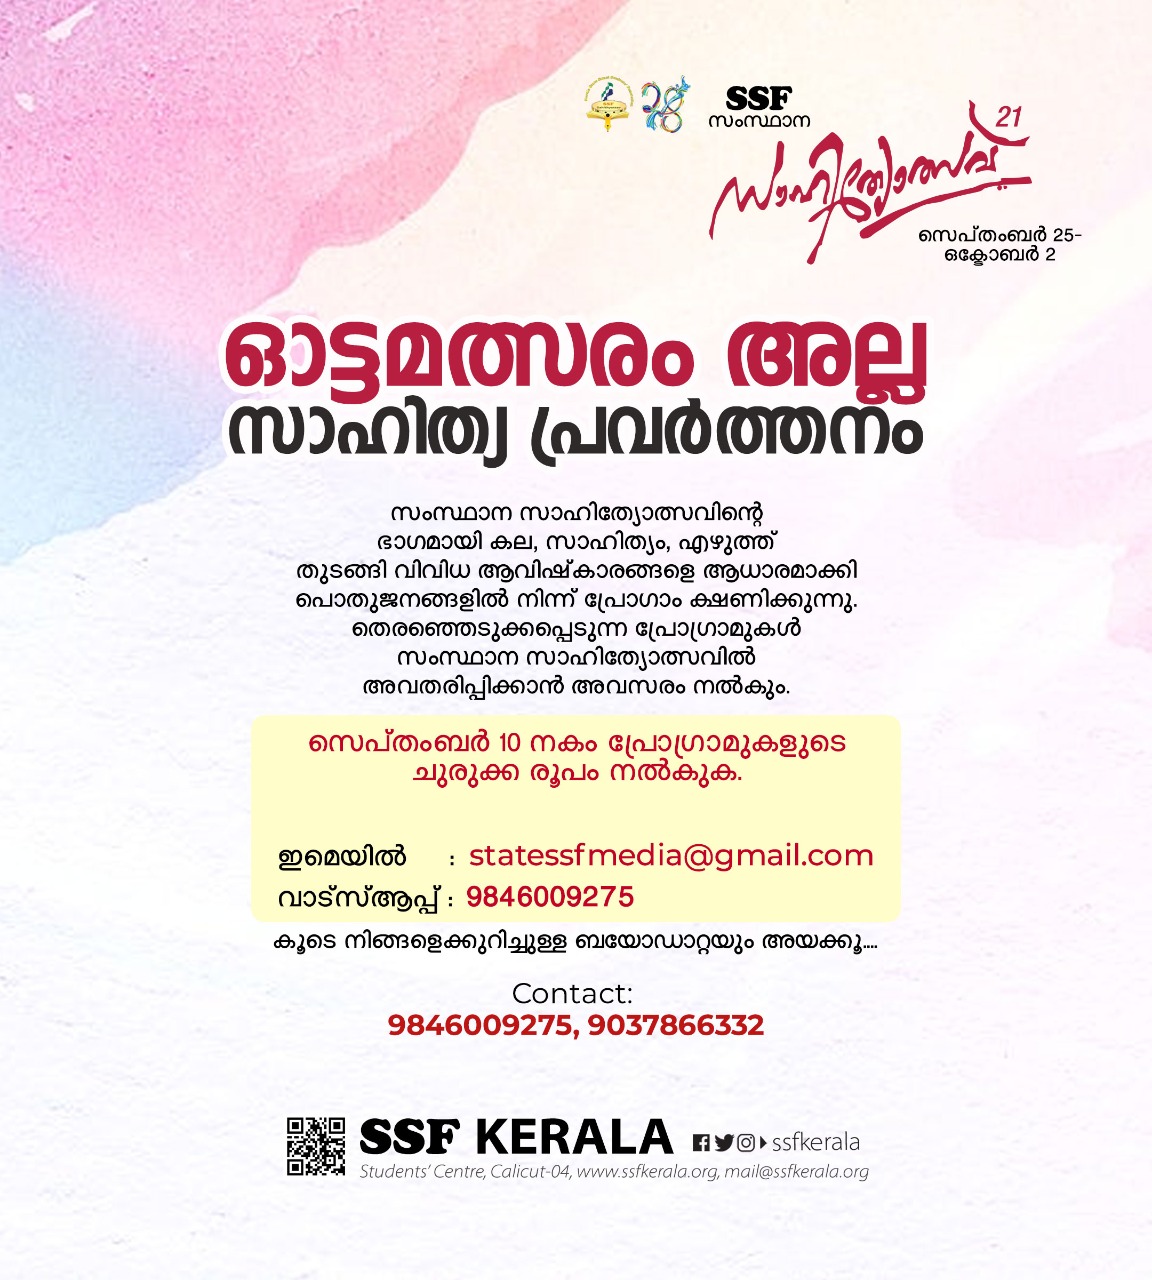 SSF
സംസ്ഥാന
21
സാഹിത്യോത്സവ്
സെപ്തംബർ 25-
ഒക്ടോബർ 2
ഓട്ടമത്സരം അല്ല
സാഹിത്യ പ്രവർത്തനം
സംസ്ഥാന സാഹിത്യോത്സവിന്റെ
ഭാഗമായി കല, സാഹിത്യം, എഴുത്ത്
തുടങ്ങി വിവിധ ആവിഷ്കാരങ്ങളെ ആധാരമാക്കി
പൊതുജനങ്ങളിൽ നിന്ന് പ്രോഗാം ക്ഷണിക്കുന്നു.
തെരഞ്ഞെടുക്കപ്പെടുന്ന പ്രോഗ്രാമുകൾ
സംസ്ഥാന സാഹിത്യോത്സവിൽ
അവതരിപ്പിക്കാൻ അവസരം നൽകും.
സെപ്തംബർ 10 നകം പ്രോഗ്രാമുകളുടെ
ചുരുക്ക രൂപം നൽകുക.
ഇമെയിൽ : statessfmedia@gmail.com
വാട്സ്ആപ്പ് : 9846009275
കൂടെ നിങ്ങളെക്കുറിച്ചുള്ള ബയോഡാറ്റയും അയക്കൂ....
Contact:
9846009275, 9037866332
SSF KERALA ssfkerala
Students' Centre, Calicut-04, www.ssfkerala.org, mail@ssfkerala.org